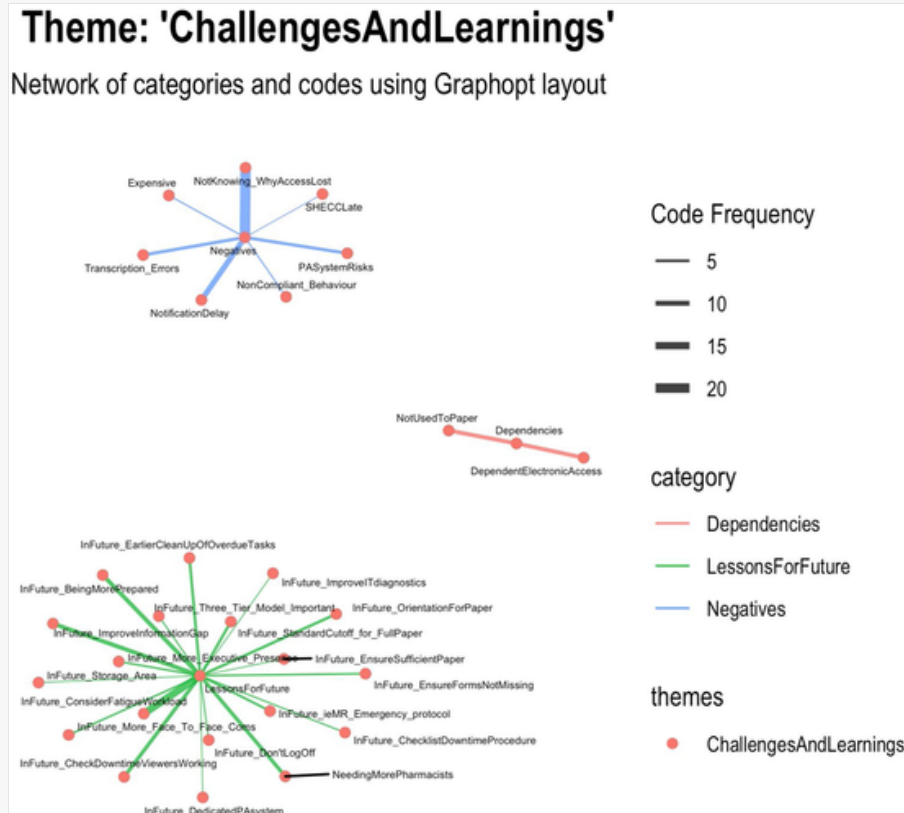 Theme: 'ChallengesAndLearnings'
Network of categories and codes using Graphopt layout
Expensive
NotKnowing_WhyAccessLost
SHECCLate
Negatives
Transcription_Errors
PASystemRisks
NonCompliant_Behaviour
NotificationDelay
NotUsedToPaper
Dependencies
DependentElectronicAccess
InFuture_EarlierCleanUpOfOverdueTasks
InFuture_BeingMorePrepared
InFuture_ImproveITdiagnostics
InFuture_Three_Tier_Model_Important
InFuture_OrientationForPaper
InFuture_ImproveInformationGap
InFuture_StandardCutoff_for_FullPaper
InFuture_More_Executive_Presence
InFuture_EnsureSufficientPaper
InFuture_Storage_Area
InFuture_EnsureFormsNotMissing
LessonsForFuture
InFuture_ConsiderFatigueWorkload
InFuture_ieMR_Emergency_protocol
InFuture_More_Face_To_Face_Coms
InFuture_ChecklistDowntimeProcedure
InFuture_Don'tLogOff
InFuture_CheckDowntimeViewersWorking
NeedingMorePharmacists
InFuture_DedicatedPAsystem
Code Frequency
5
10
15
20
category
Dependencies
LessonsForFuture
Negatives
themes
ChallengesAndLearnings